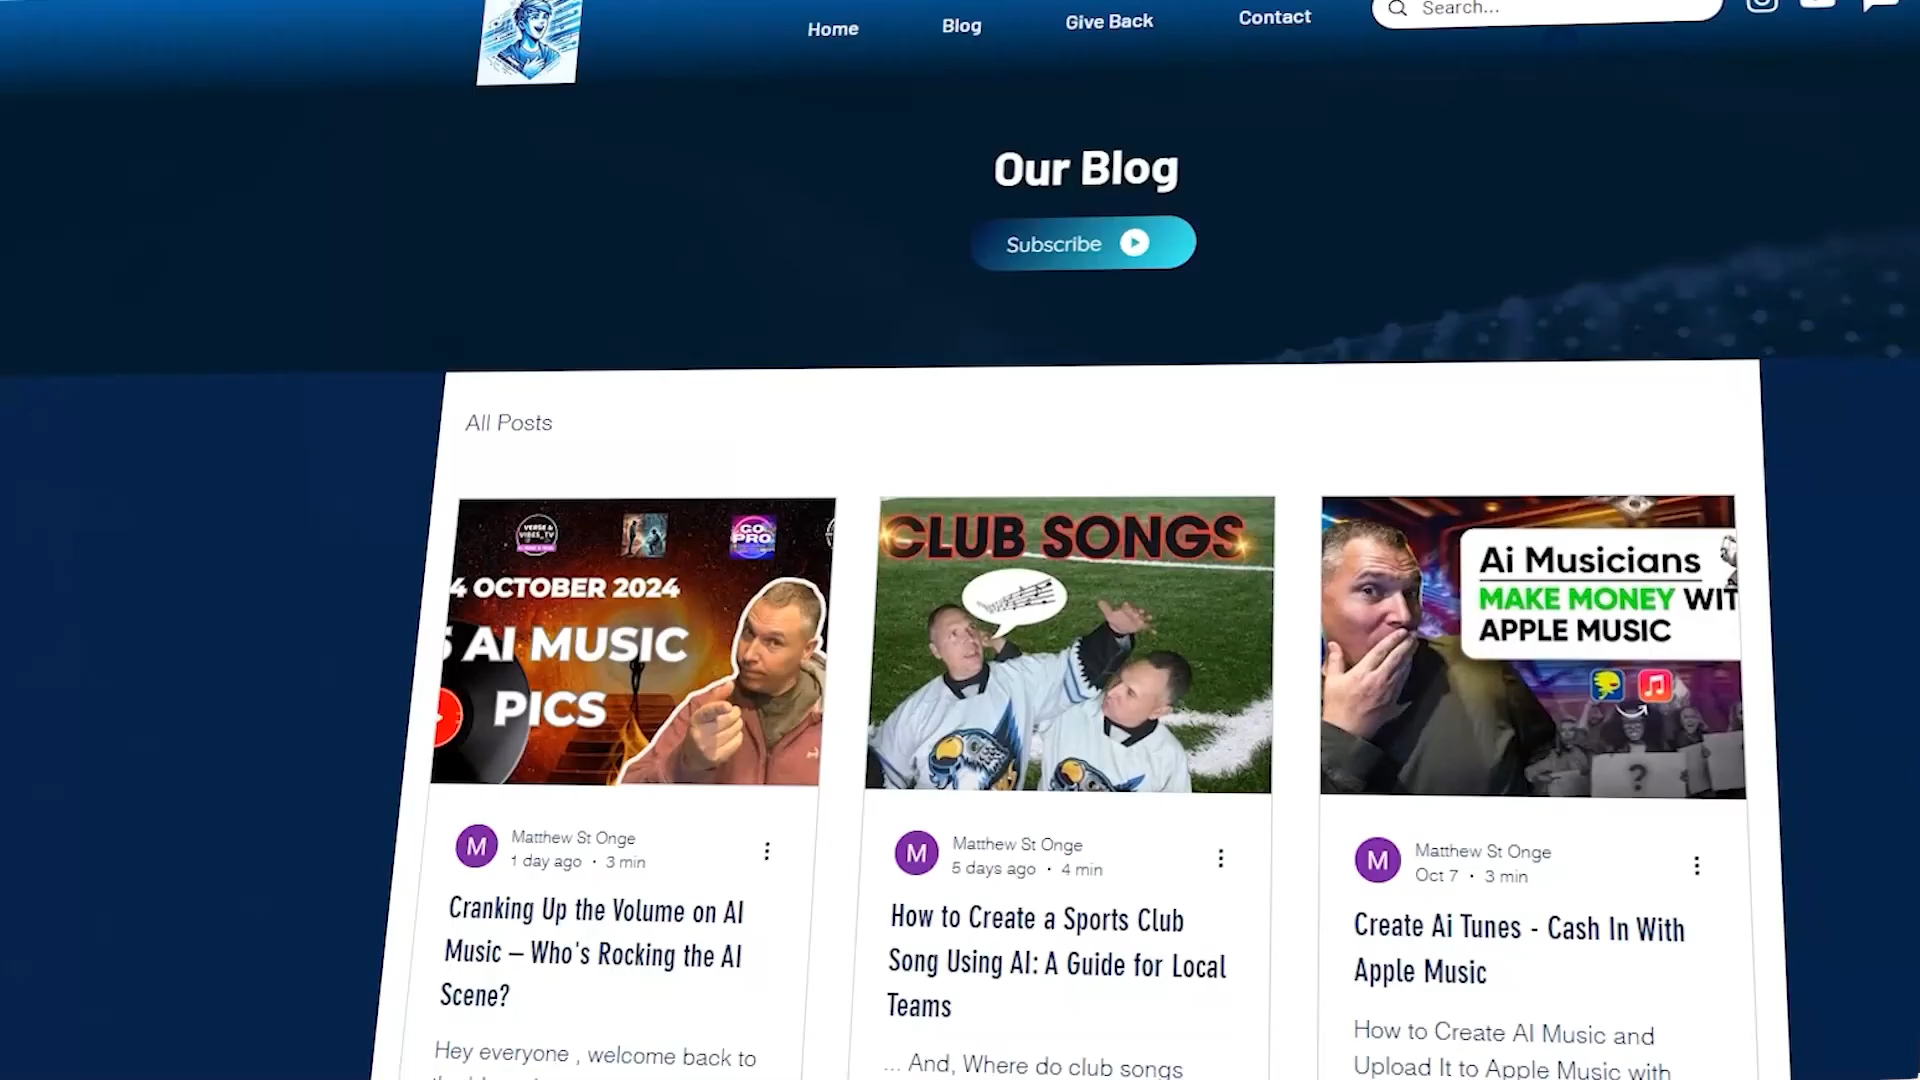 Home
Blog
Give Back
Contact
Search...
Our Blog
Subscribe
All Posts
VERSE &
VIBES_TV
GO
PRO
4 OCTOBER 2024
5 AI MUSIC
PICS
CLUB SONGS
Ai Musicians
MAKE MONEY WIT
APPLE MUSIC
?
M
Matthew St Onge
1 day ago · 3 min
Cranking Up the Volume on AI
Music – Who's Rocking the AI
Scene?
Hey everyone , welcome back to
M
Matthew St Onge
5 days ago · 4 min
How to Create a Sports Club
Song Using AI: A Guide for Local
Teams
... And, Where do club songs
M
Matthew St Onge
Oct 7 · 3 min
Create Ai Tunes - Cash In With
Apple Music
How to Create AI Music and
Upload It to Apple Music with